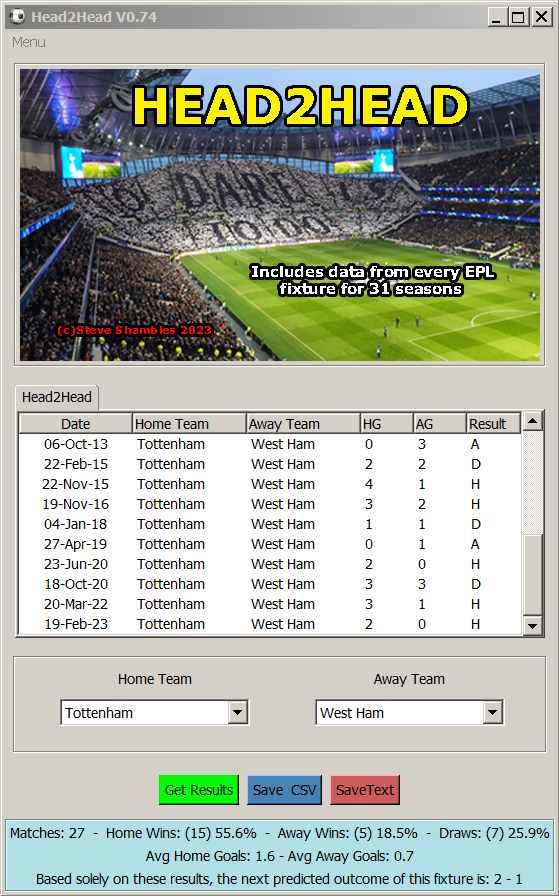 Head2Head V0.74
Menu
HEAD2HEAD
DARE
TO DO
Includes data from every EPL
fixture for 31 seasons
(c)Steve Shambles 2023
Head2Head
Date Home Team Away Team HG AG Result
06-Oct-13 Tottenham West Ham 0 3 A
22-Feb-15 Tottenham West Ham 2 2 D
22-Nov-15 Tottenham West Ham 4 1 H
19-Nov-16 Tottenham West Ham 3 2 H
04-Jan-18 Tottenham West Ham 1 1 D
27-Apr-19 Tottenham West Ham 0 1 A
23-Jun-20 Tottenham West Ham 2 0 H
18-Oct-20 Tottenham West Ham 3 3 D
20-Mar-22 Tottenham West Ham 3 1 H
19-Feb-23 Tottenham West Ham 2 0 H
Home Team Away Team
Tottenham West Ham
Get Results Save CSV SaveText
Matches: 27 - Home Wins: (15) 55.6% - Away Wins: (5) 18.5% - Draws: (7) 25.9%
Avg Home Goals: 1.6 - Avg Away Goals: 0.7
Based solely on these results, the next predicted outcome of this fixture is: 2 - 1